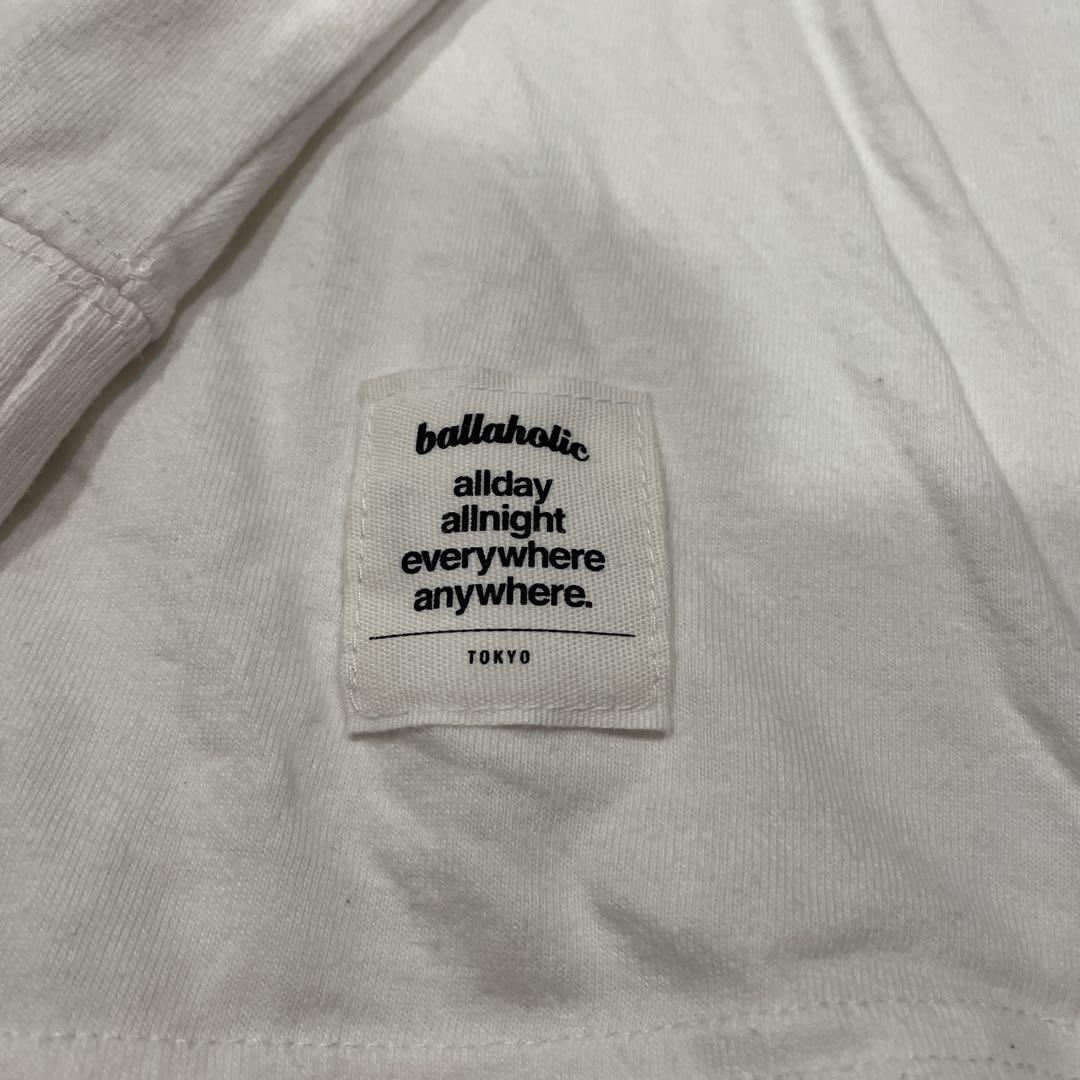 ballaholic
allday
allnight
everywhere
anywhere.
TOKYO